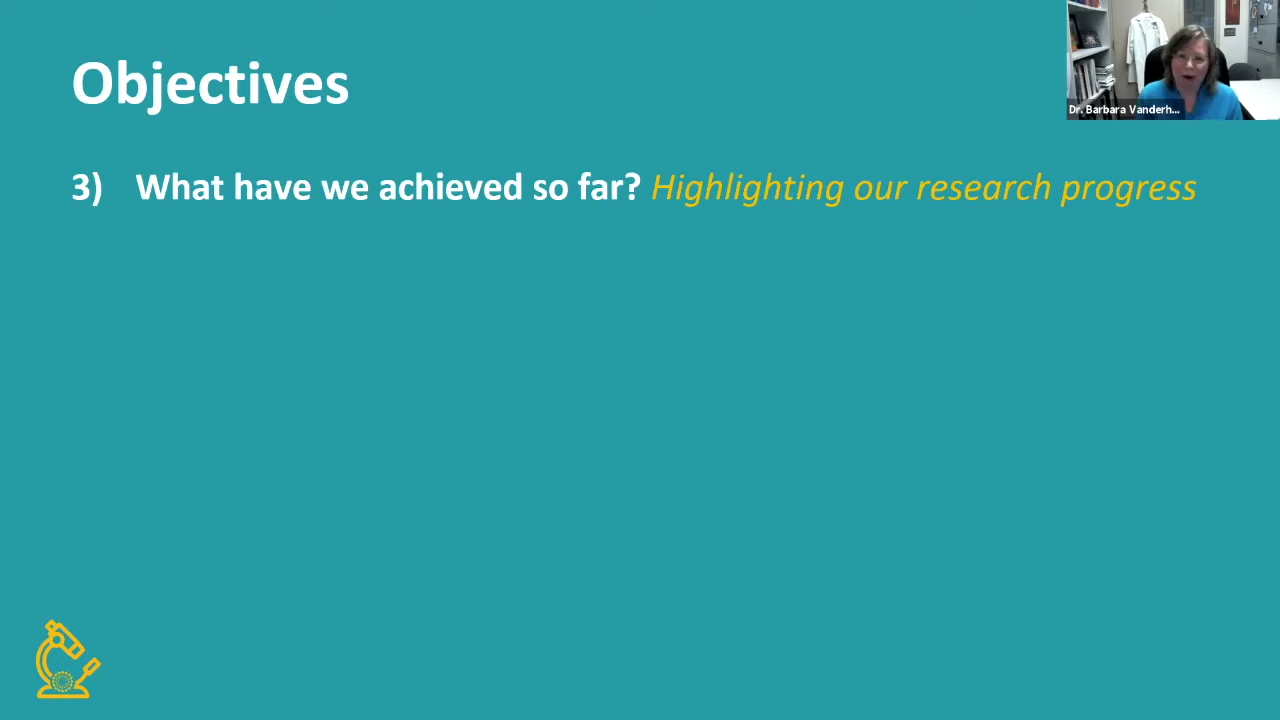 Objectives
3) What have we achieved so far? Highlighting our research progress
Dr. Barbara Vanderh...